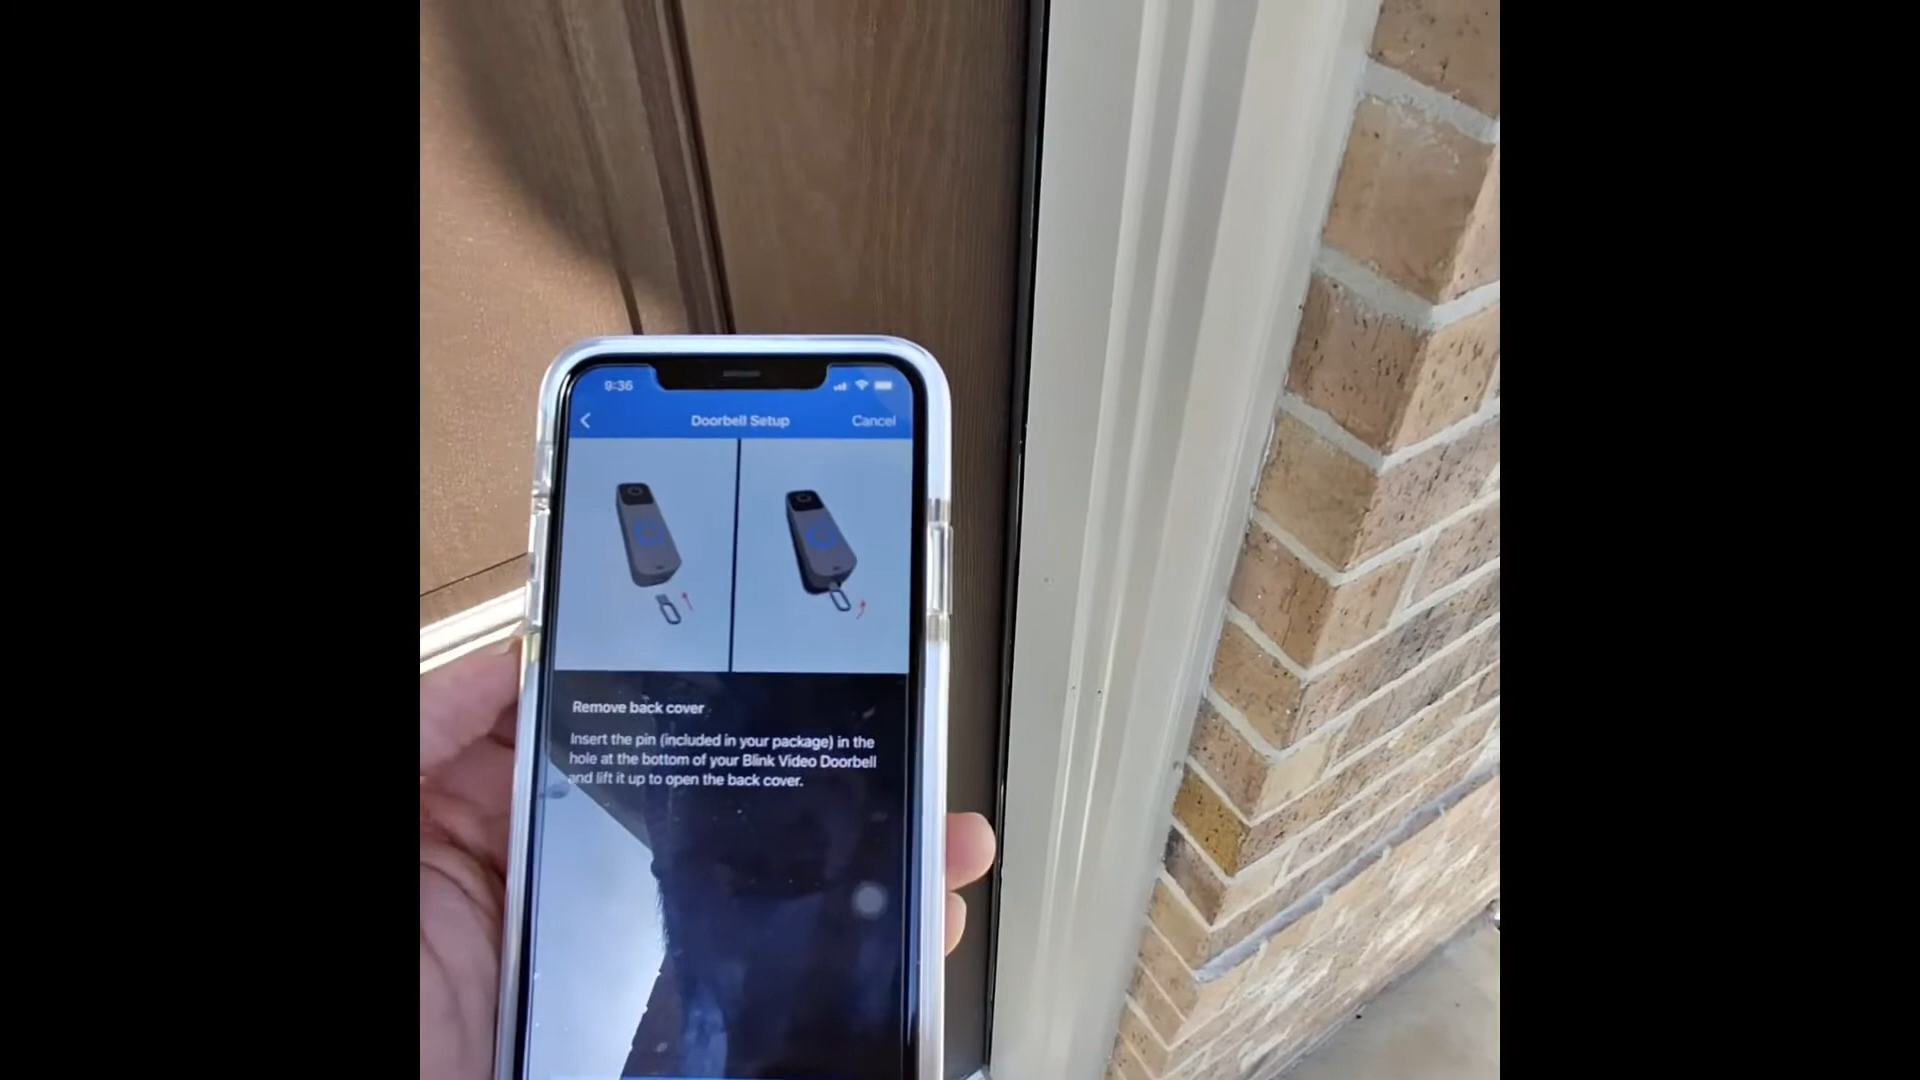 9:36
Doorbell Setup
Cancel
Remove back cover
Insert the pin (included in your package) in the
hole at the bottom of your Blink Video Doorbell
and lift it up to open the back cover.